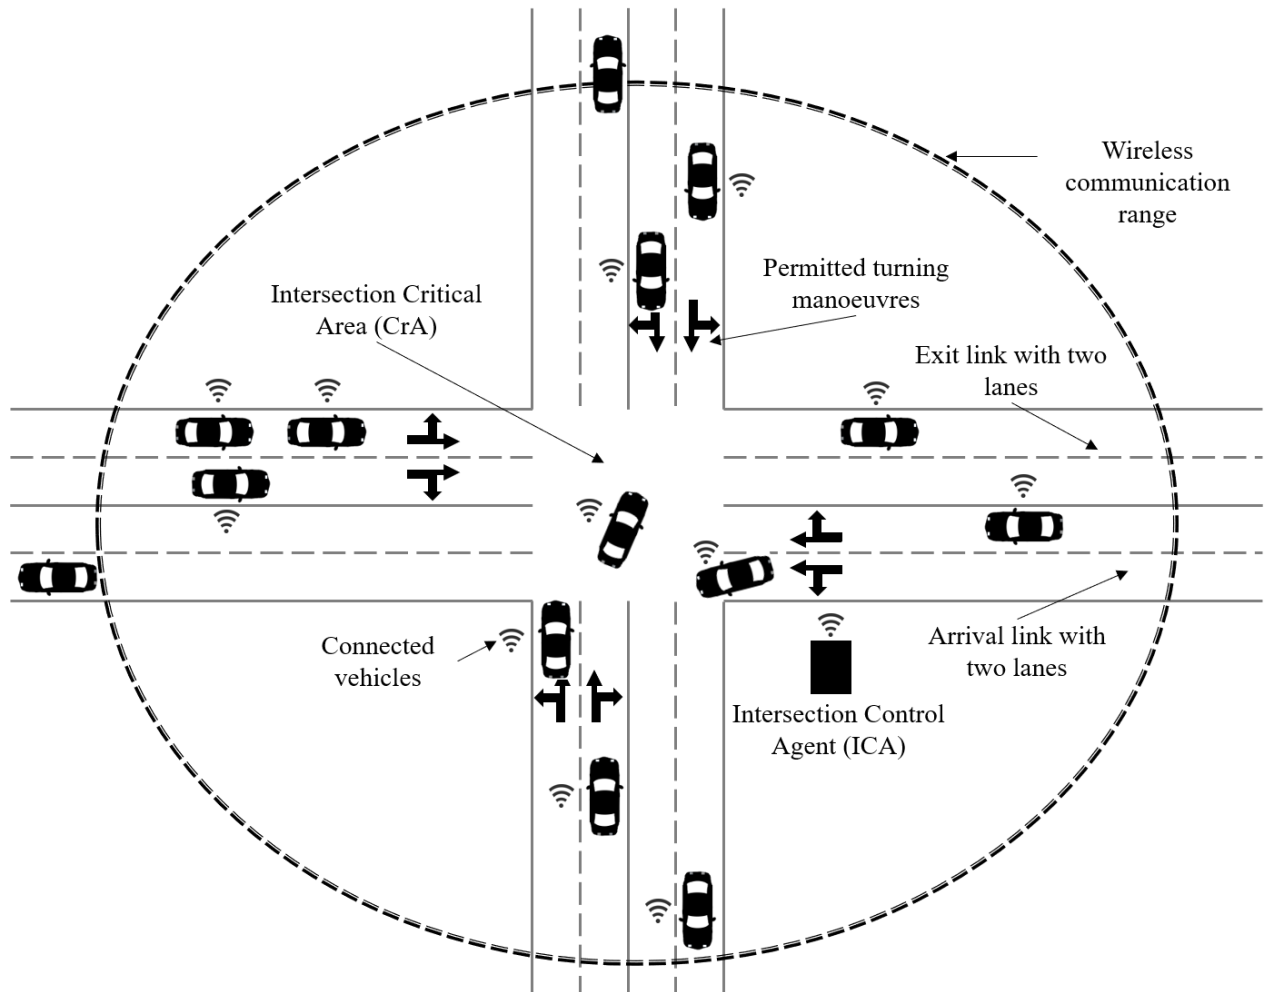 Wireless
communication
range
Permitted turning
manoeuvres
Intersection Critical
Area (CrA)
Exit link with two
lanes
Connected
vehicles
Arrival link with
two lanes
Intersection Control
Agent (ICA)